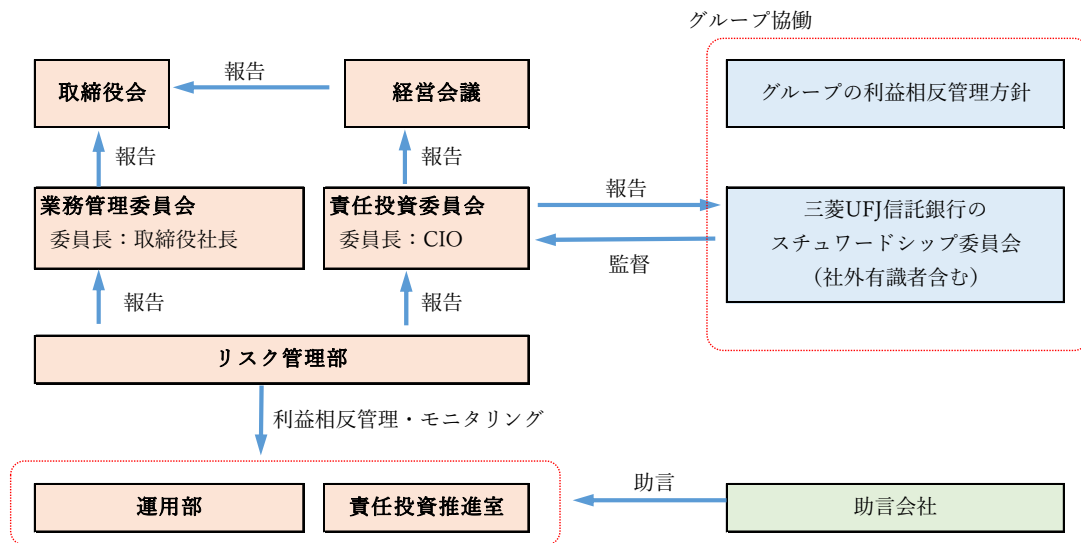 グループ協働
取締役会
報告
経営会議
グループの利益相反管理方針
報告
報告
業務管理委員会
委員長：取締役社長
責任投資委員会
委員長：CIO
報告
監督
三菱UFJ信託銀行の
スチュワードシップ委員会
（社外有識者含む）
報告
報告
リスク管理部
利益相反管理・モニタリング
運用部
責任投資推進室
助言
助言会社